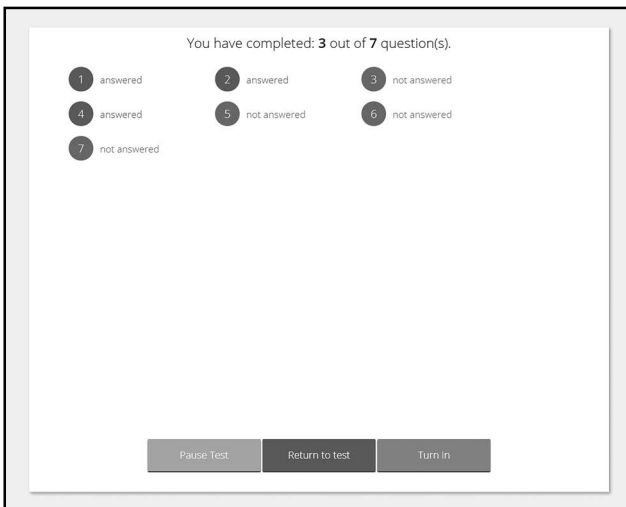 You have completed: 3 out of 7 question(s).
1 answered 2 answered 3 not answered
4 answered 5 not answered 6 not answered
7 not answered
Pause Test Return to test Turn In